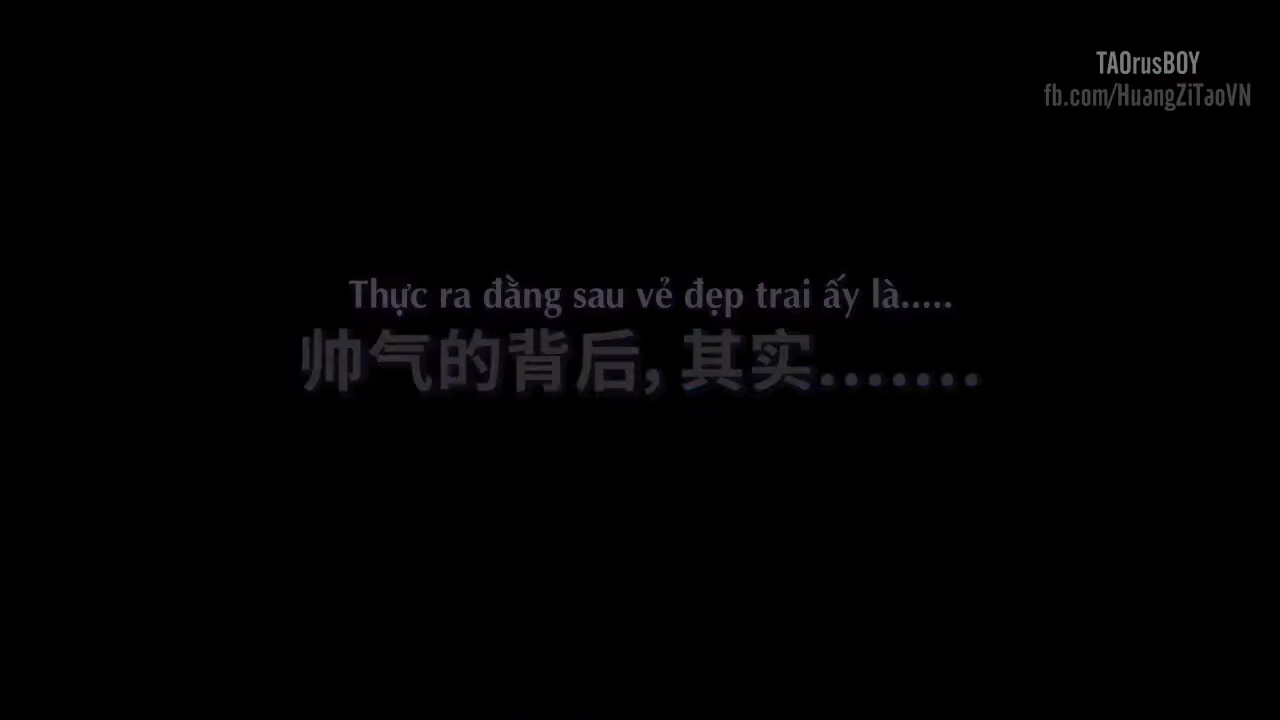 TAOrusBOY
fb.com/HuangZiTaoVN
Thực ra đằng sau vẻ đẹp trai ấy là.....
帅气的背后, 其实.......